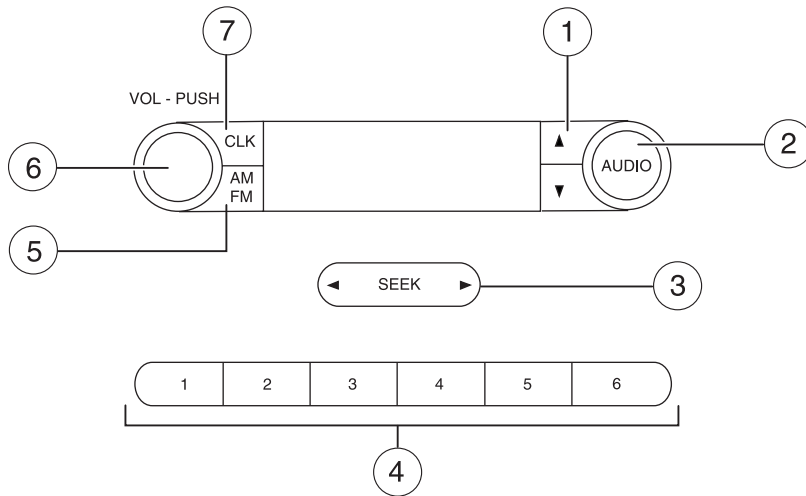 7
1
VOL - PUSH
CLK
▲
2
6
AUDIO
AM
FM
▼
5
◄ SEEK ►
3
1 2 3 4 5 6
4